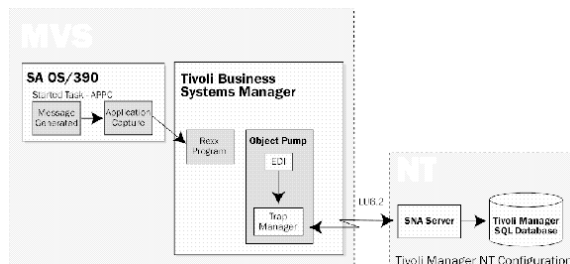 MVS
SA OS/390
Started Task - APPC
Message
Generated
Application
Capture
Tivoli Business
Systems Manager
Rexx
Program
Object Pump
EDI
Trap
Manager
LU6.2
NT
SNA Server
Tivoli Manager
SQL Database
Tivoli Manager NT Configuration